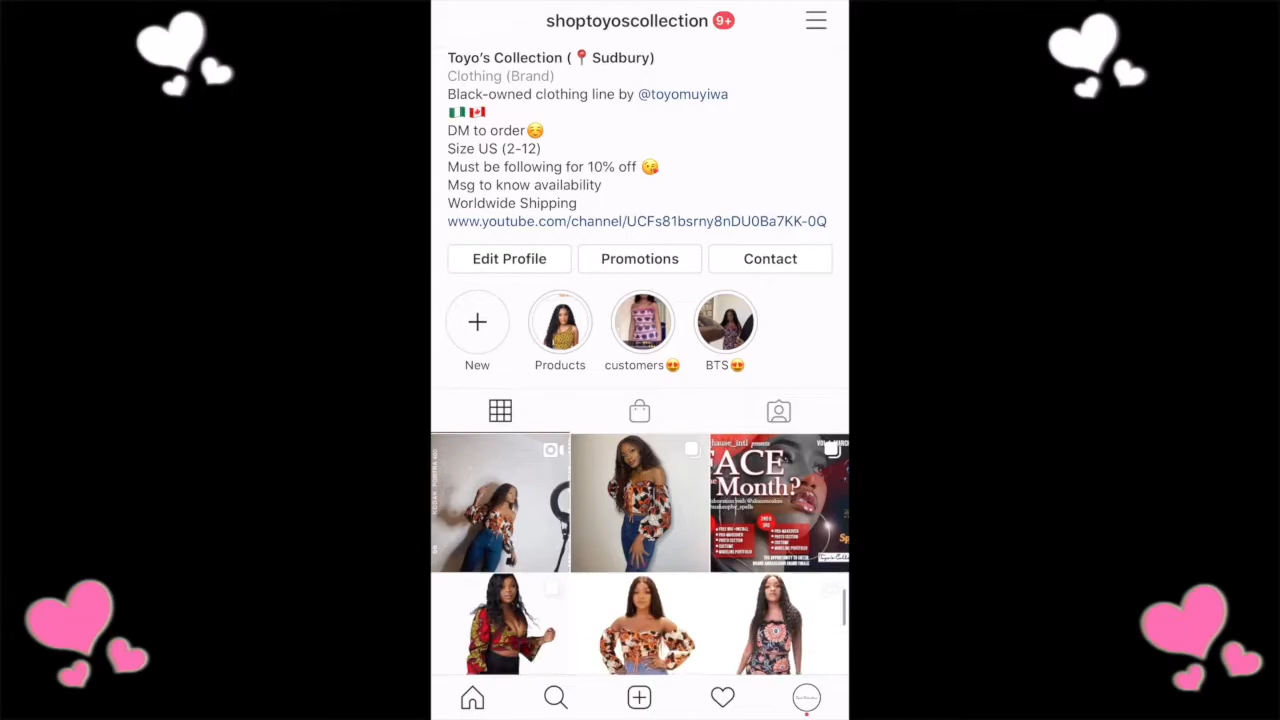 shoptoyoscollection 9+
Toyo's Collection (📍 Sudbury)
Clothing (Brand)
Black-owned clothing line by @toyomuyiwa
🇳🇬 🇨🇦
DM to order☺️
Size US (2-12)
Must be following for 10% off 😘
Msg to know availability
Worldwide Shipping
www.youtube.com/channel/UCFs81bsrny8nDU0Ba7KK-0Q
Edit Profile Promotions Contact
New Products customers😍 BTS😍
presents
FACE
Month?